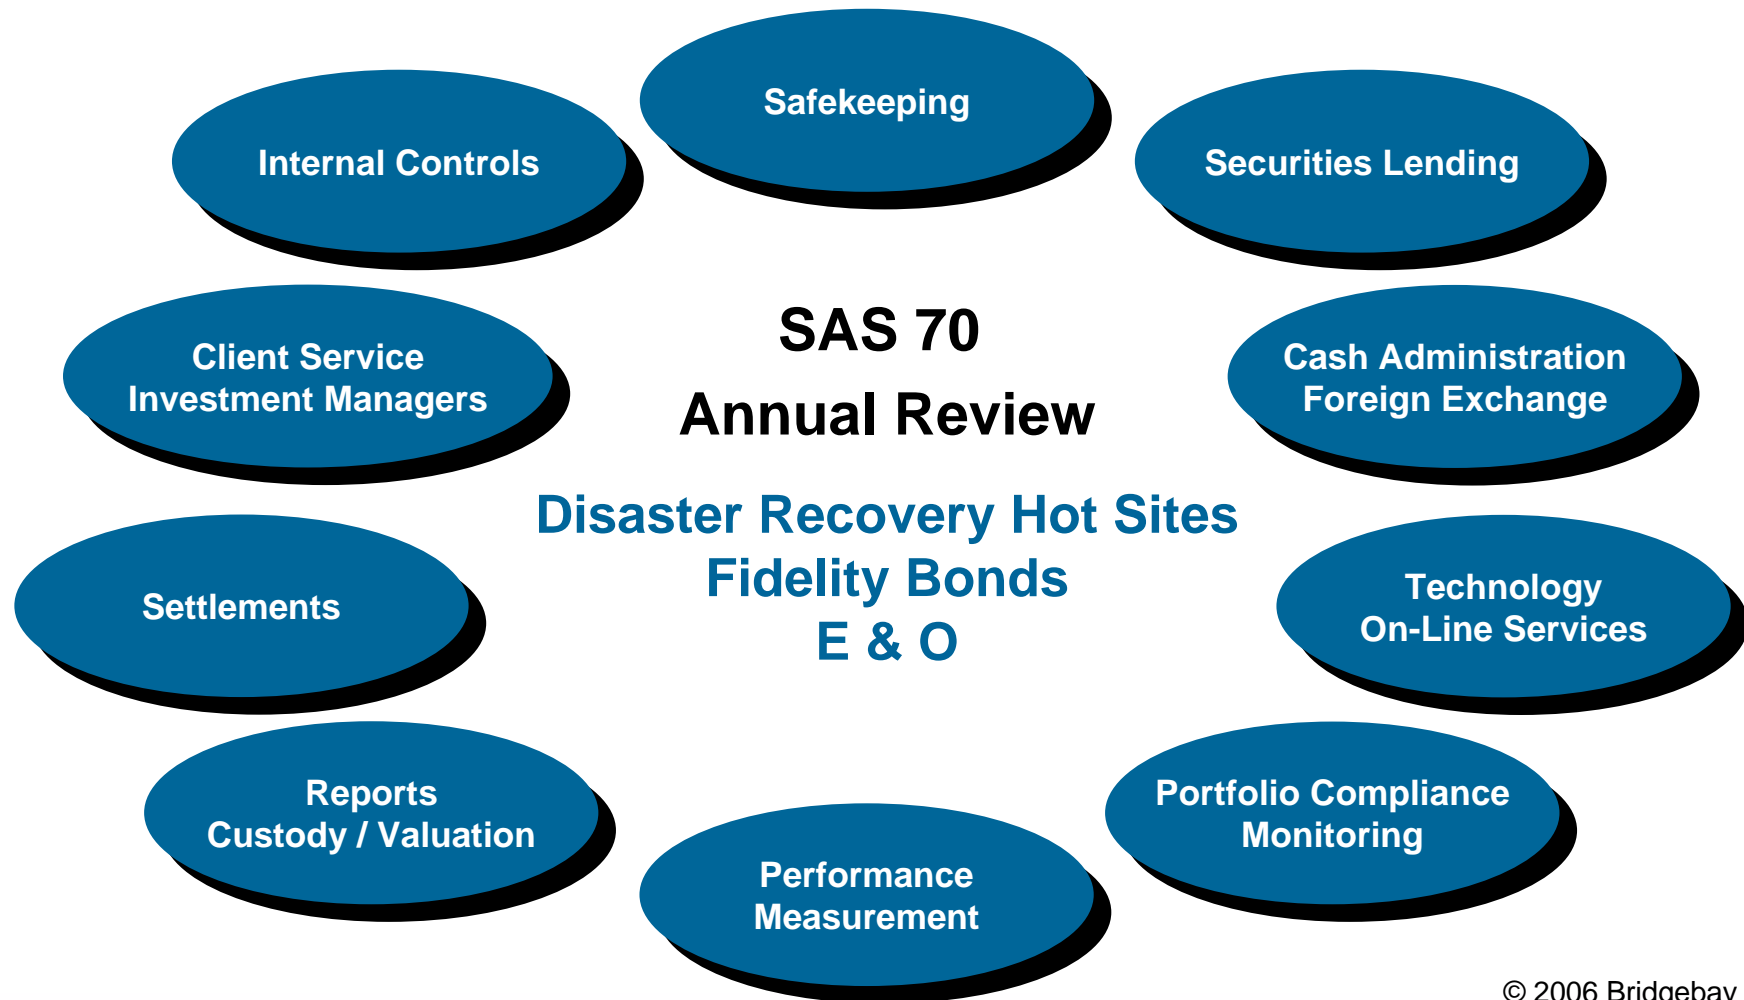 Safekeeping
Internal Controls
Securities Lending
SAS 70
Annual Review
Client Service
Investment Managers
Cash Administration
Foreign Exchange
Disaster Recovery Hot Sites
Fidelity Bonds
E & O
Settlements
Technology
On-Line Services
Reports
Custody / Valuation
Portfolio Compliance
Monitoring
Performance
Measurement
© 2006 Bridgebay